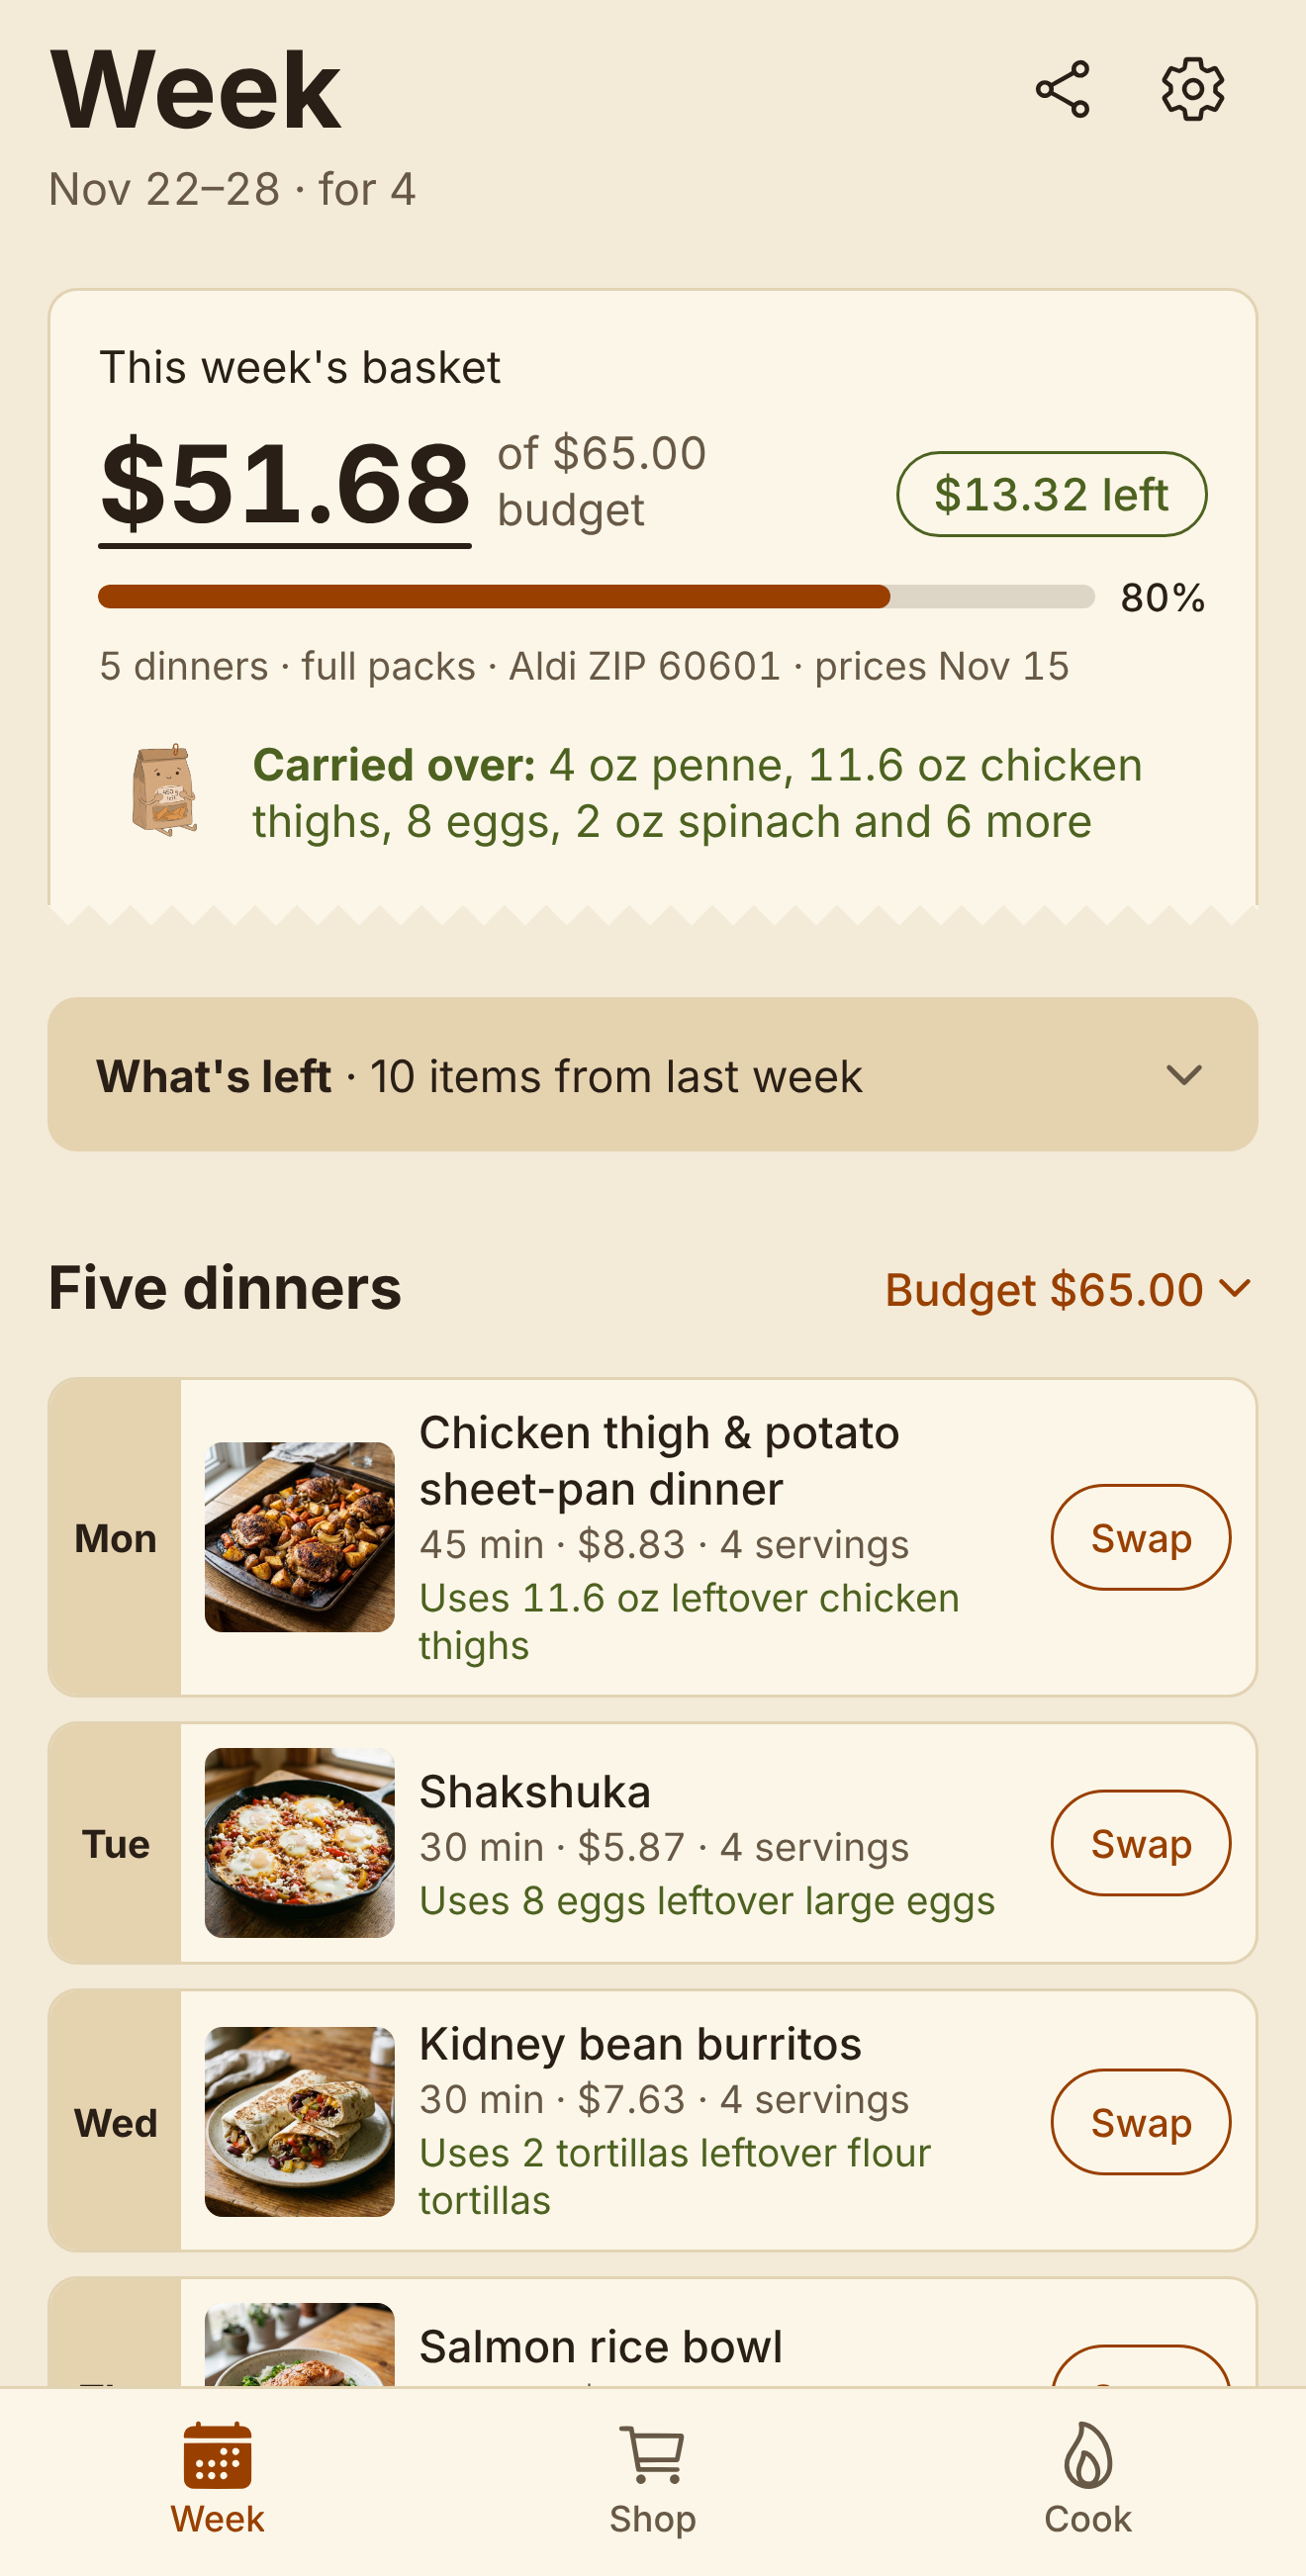 Week
Nov 22–28 · for 4
This week's basket
$51.68
of $65.00
budget
$13.32 left
80%
5 dinners · full packs · Aldi ZIP 60601 · prices Nov 15
Carried over: 4 oz penne, 11.6 oz chicken
thighs, 8 eggs, 2 oz spinach and 6 more
What's left · 10 items from last week
Five dinners
Budget $65.00
Mon
Chicken thigh & potato
sheet-pan dinner
45 min · $8.83 · 4 servings
Uses 11.6 oz leftover chicken
thighs
Swap
Tue
Shakshuka
30 min · $5.87 · 4 servings
Uses 8 eggs leftover large eggs
Swap
Wed
Kidney bean burritos
30 min · $7.63 · 4 servings
Uses 2 tortillas leftover flour
tortillas
Swap
Salmon rice bowl
Week
Shop
Cook